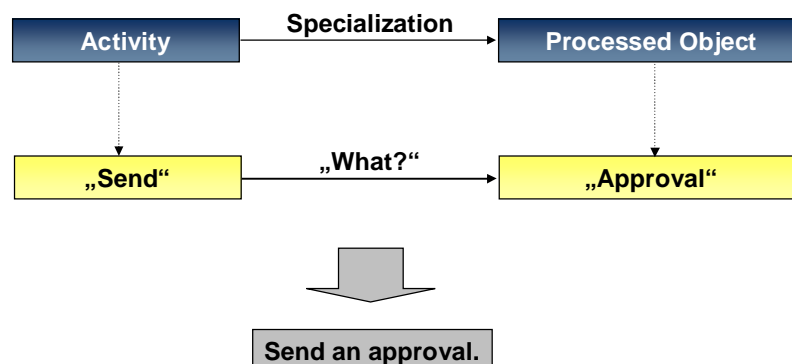 Specialization
Activity
Processed Object
„What?“
„Send“
„Approval“
Send an approval.